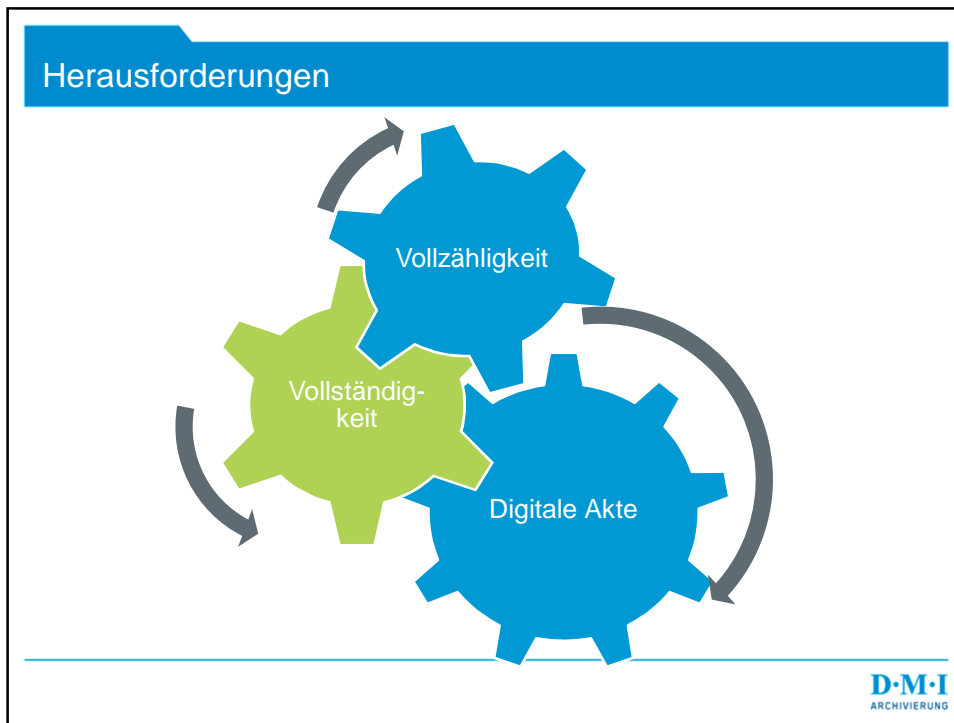 Herausforderungen
Vollzähligkeit
Vollständig-
keit
Digitale Akte
D·M·I
ARCHIVIERUNG